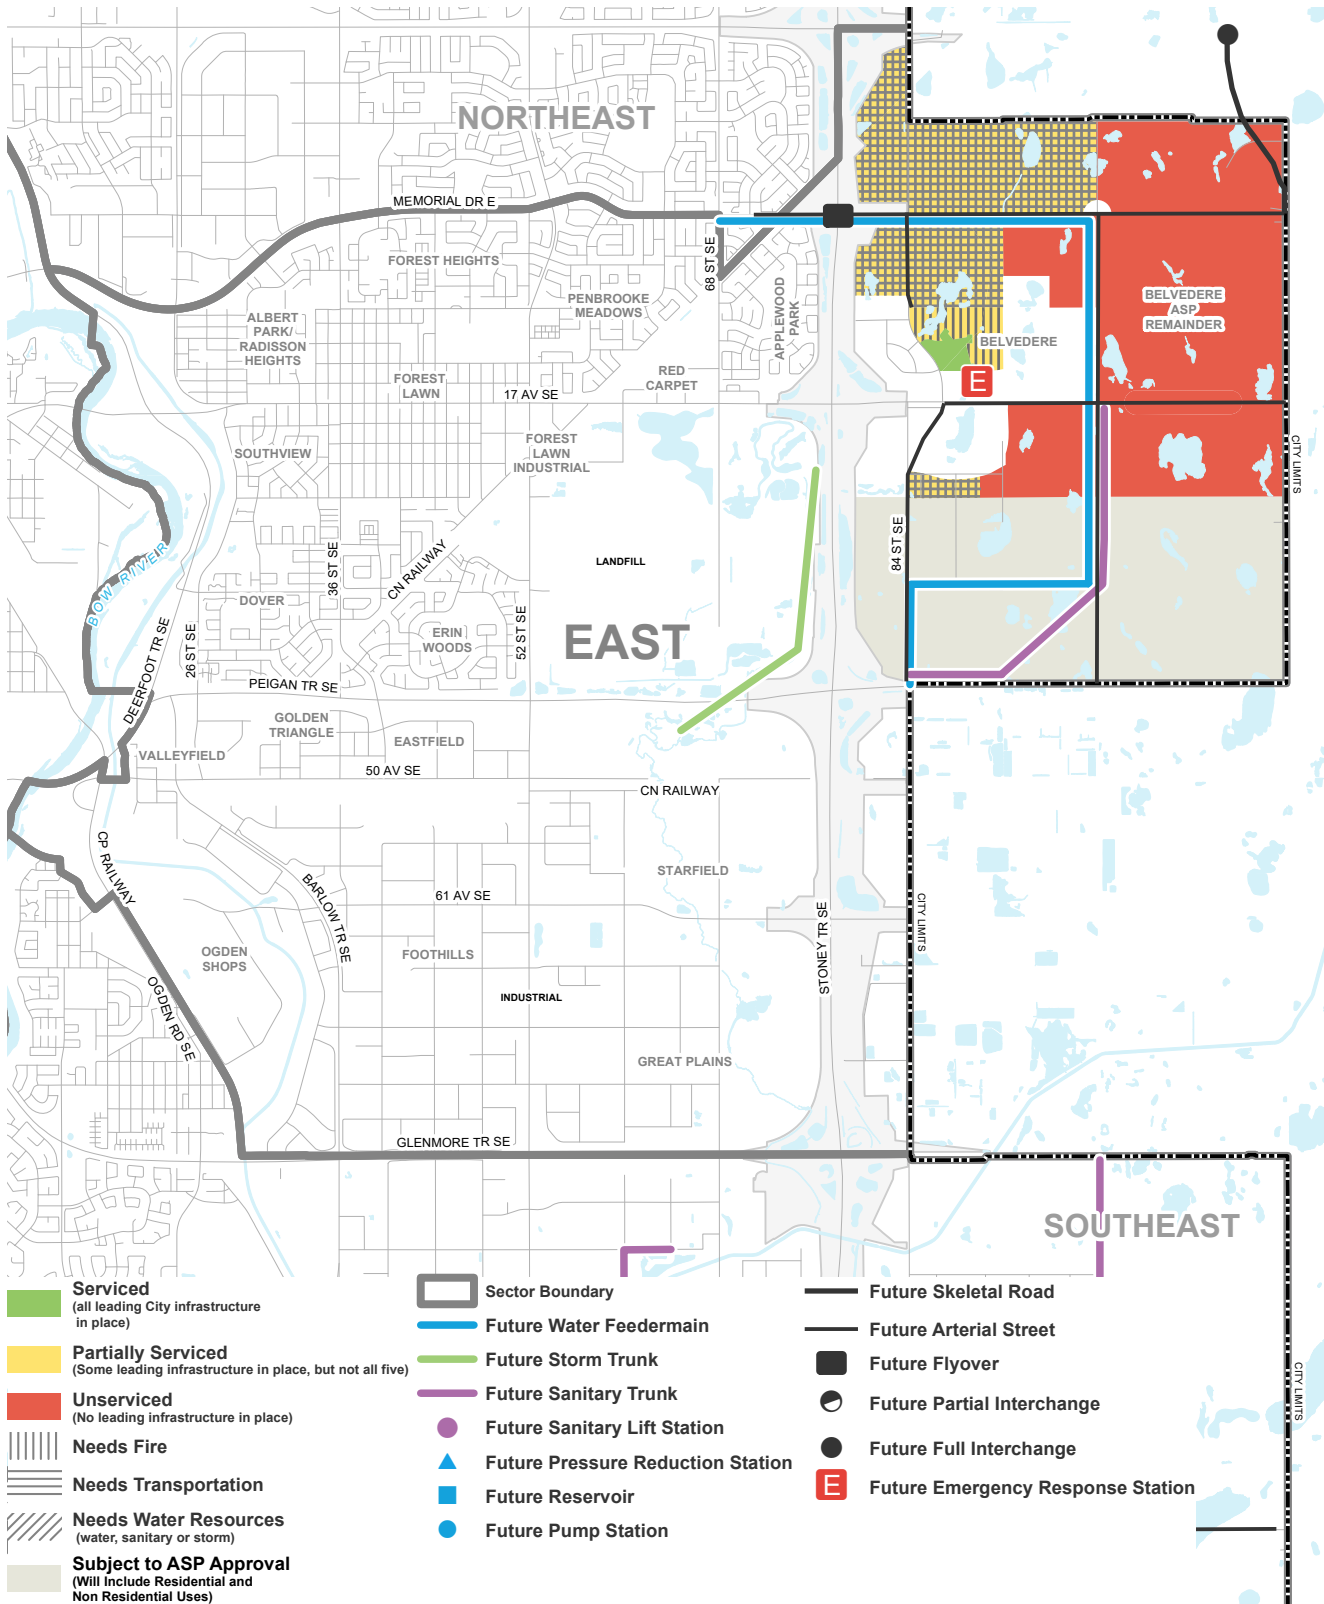 NORTHEAST
MEMORIAL DR E
FOREST HEIGHTS
68 ST SE
PENBROOKE
MEADOWS
APPLEWOOD
PARK
ALBERT
PARK/
RADISSON
HEIGHTS
BELVEDERE
ASP
REMAINDER
BELVEDERE
FOREST
LAWN
RED
CARPET
E
17 AV SE
SOUTHVIEW
FOREST
LAWN
INDUSTRIAL
CITY LIMITS
BOW RIVER
36 ST SE
CN RAILWAY
LANDFILL
84 ST SE
DOVER
ERIN
WOODS
52 ST SE
EAST
26 ST SE
DEERFOOT TR SE
PEIGAN TR SE
GOLDEN
TRIANGLE
EASTFIELD
VALLEYFIELD
50 AV SE
CN RAILWAY
CP RAILWAY
STARFIELD
BARLOW TR SE
61 AV SE
CITY LIMITS
STONEY TR SE
OGDEN
SHOPS
FOOTHILLS
OGDEN RD SE
INDUSTRIAL
GREAT PLAINS
GLENMORE TR SE
SOUTHEAST
CITY LIMITS
Serviced
(all leading City infrastructure
in place)
Partially Serviced
(Some leading infrastructure in place, but not all five)
Unserviced
(No leading infrastructure in place)
Needs Fire
Needs Transportation
Needs Water Resources
(water, sanitary or storm)
Subject to ASP Approval
(Will Include Residential and
Non Residential Uses)
Sector Boundary
Future Water Feedermain
Future Storm Trunk
Future Sanitary Trunk
Future Sanitary Lift Station
Future Pressure Reduction Station
Future Reservoir
Future Pump Station
Future Skeletal Road
Future Arterial Street
Future Flyover
Future Partial Interchange
Future Full Interchange
E
Future Emergency Response Station